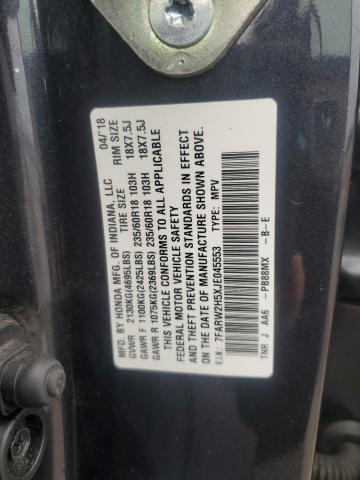 MFD. BY HONDA MFG. OF INDIANA, LLC 04/'18
TIRE SIZE RIM SIZE
GVWR 2130KG(4695LBS)
GAWR F 1100KG(2425LBS) 235/60R18 103H 18X7.5J
GAWR R 1075KG(2369LBS) 235/60R18 103H 18X7.5J
THIS VEHICLE CONFORMS TO ALL APPLICABLE
FEDERAL MOTOR VEHICLE SAFETY
AND THEFT PREVENTION STANDARDS IN EFFECT
ON THE DATE OF MANUFACTURE SHOWN ABOVE.
V.I.N.: 7FARW2H5XJE045553 TYPE: MPV
TNR J AA6 -PB88MX -B-E